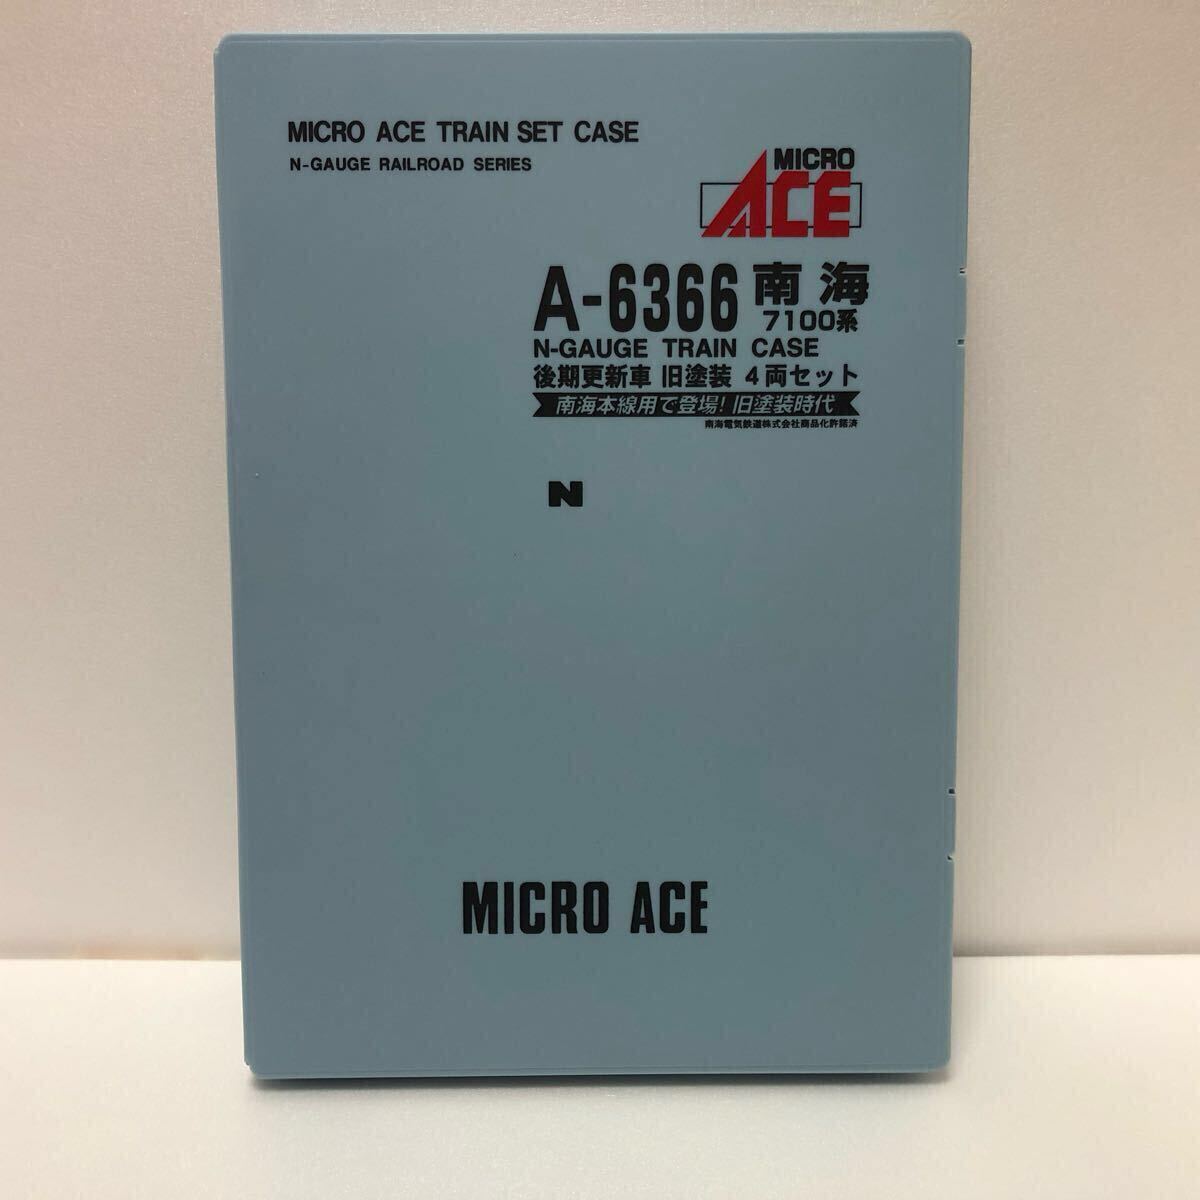 MICRO ACE TRAIN SET CASE
N-GAUGE RAILROAD SERIES
MICRO
ACE
A-6366 南海
7100系
N-GAUGE TRAIN CASE
後期更新車 旧塗装 4両セット
南海本線用で登場!旧塗装時代
南海電気鉄道株式会社商品化許諾済
N
MICRO ACE